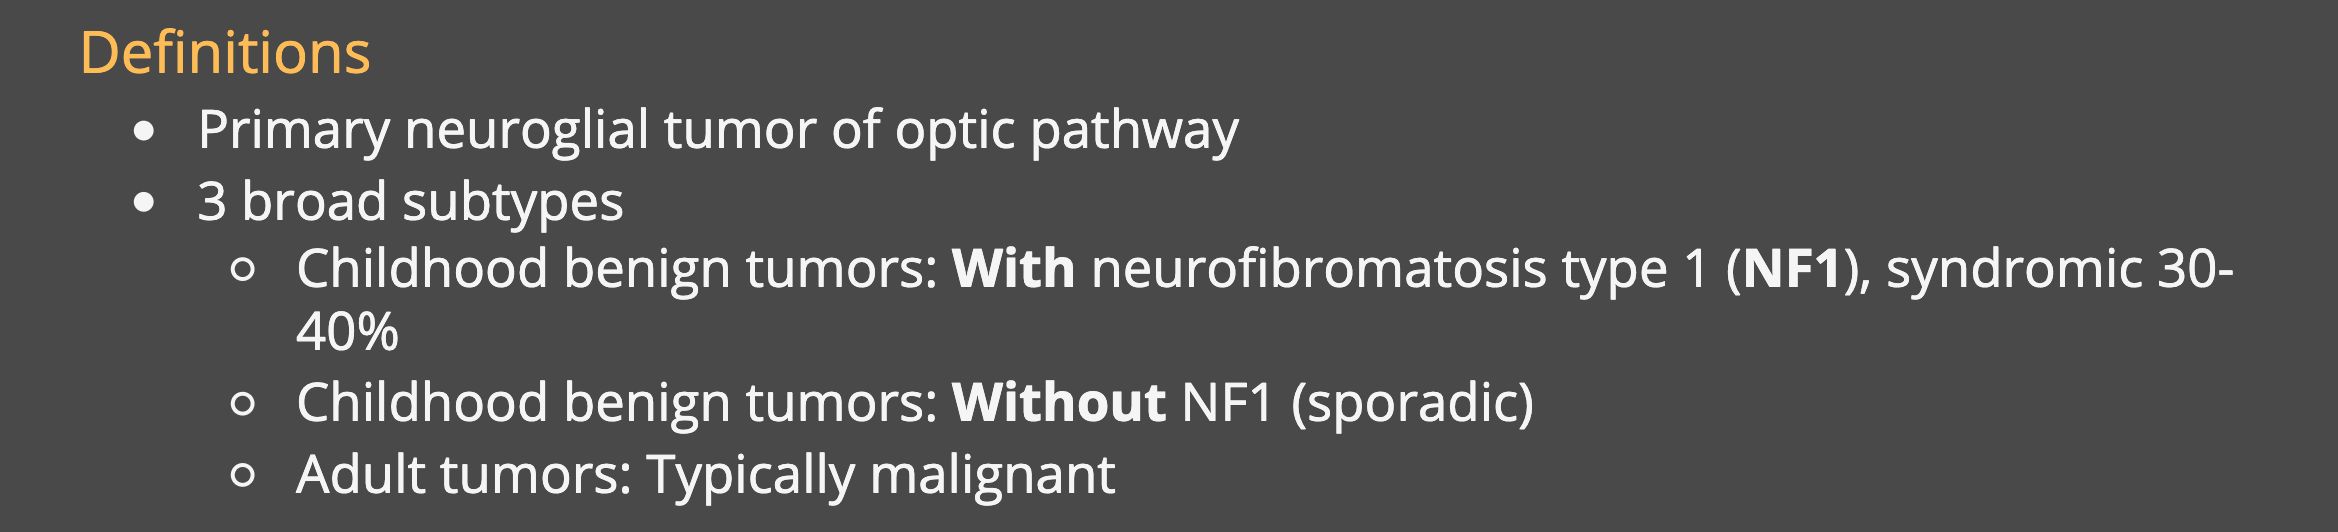 Definitions
• Primary neuroglial tumor of optic pathway
• 3 broad subtypes
◦ Childhood benign tumors: With neurofibromatosis type 1 (NF1), syndromic 30-
40%
◦ Childhood benign tumors: Without NF1 (sporadic)
◦ Adult tumors: Typically malignant